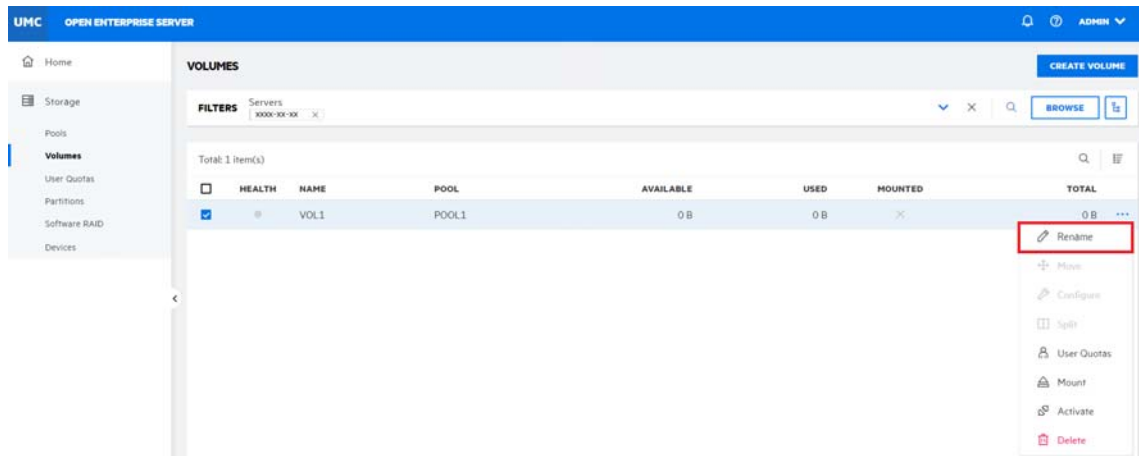 UMC OPEN ENTERPRISE SERVER ADMIN
Home
VOLUMES CREATE VOLUME
Storage
FILTERS Servers
xxxx-xx-xx
BROWSE
Pools
Volumes
User Quotas
Partitions
Software RAID
Devices
Total: 1 item(s)
HEALTH NAME POOL AVAILABLE USED MOUNTED TOTAL
VOL1 POOL1 0 B 0 B 0 B
Rename
Move
Configure
Split
User Quotas
Mount
Activate
Delete